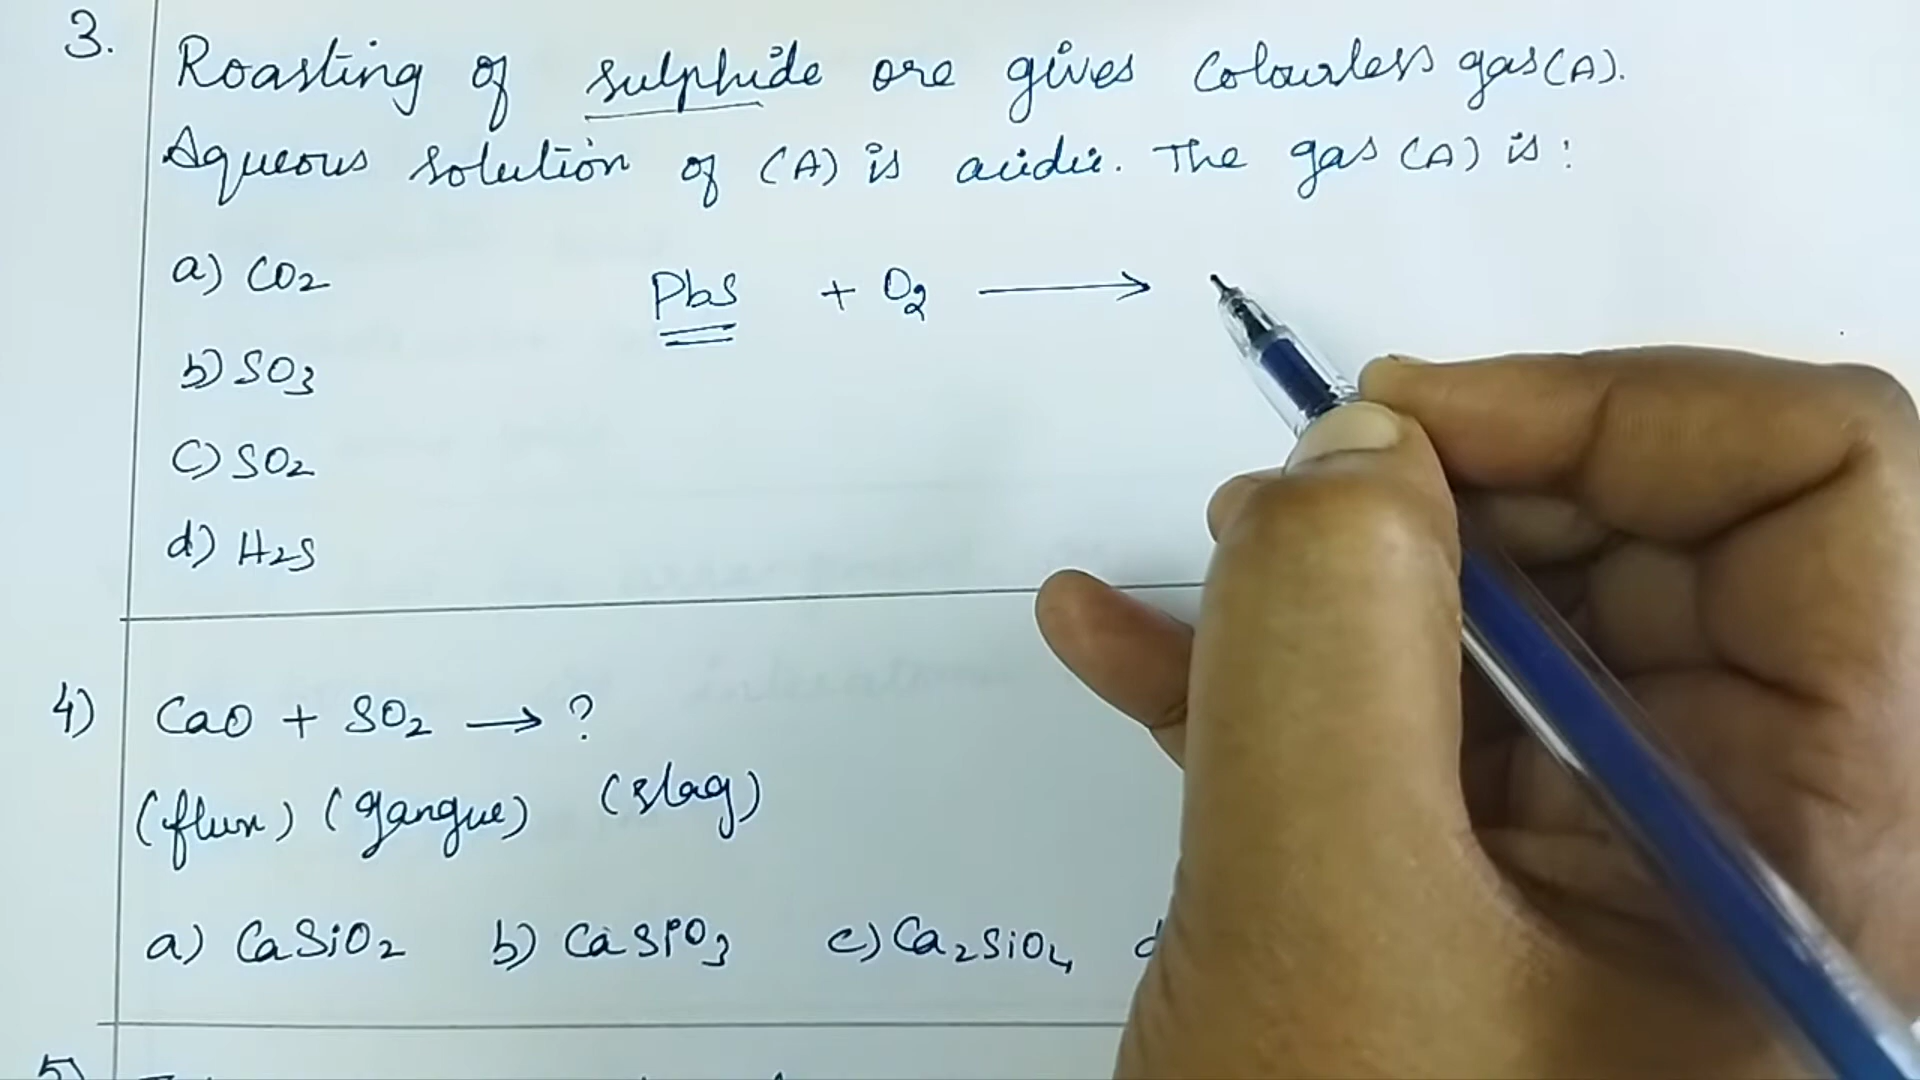 3.
Roasting of sulphide ore gives colourless gas (A).
Aqueous solution of (A) is acidic. The gas (A) is:
a) CO2
PbS + O2 ⟶
b) SO3
c) SO2
d) H2S
4) CaO + SO2 → ?
(flux) (gangue) (slag)
a) CaSiO2 b) CaSiO3 c) Ca2SiO4 d
5)